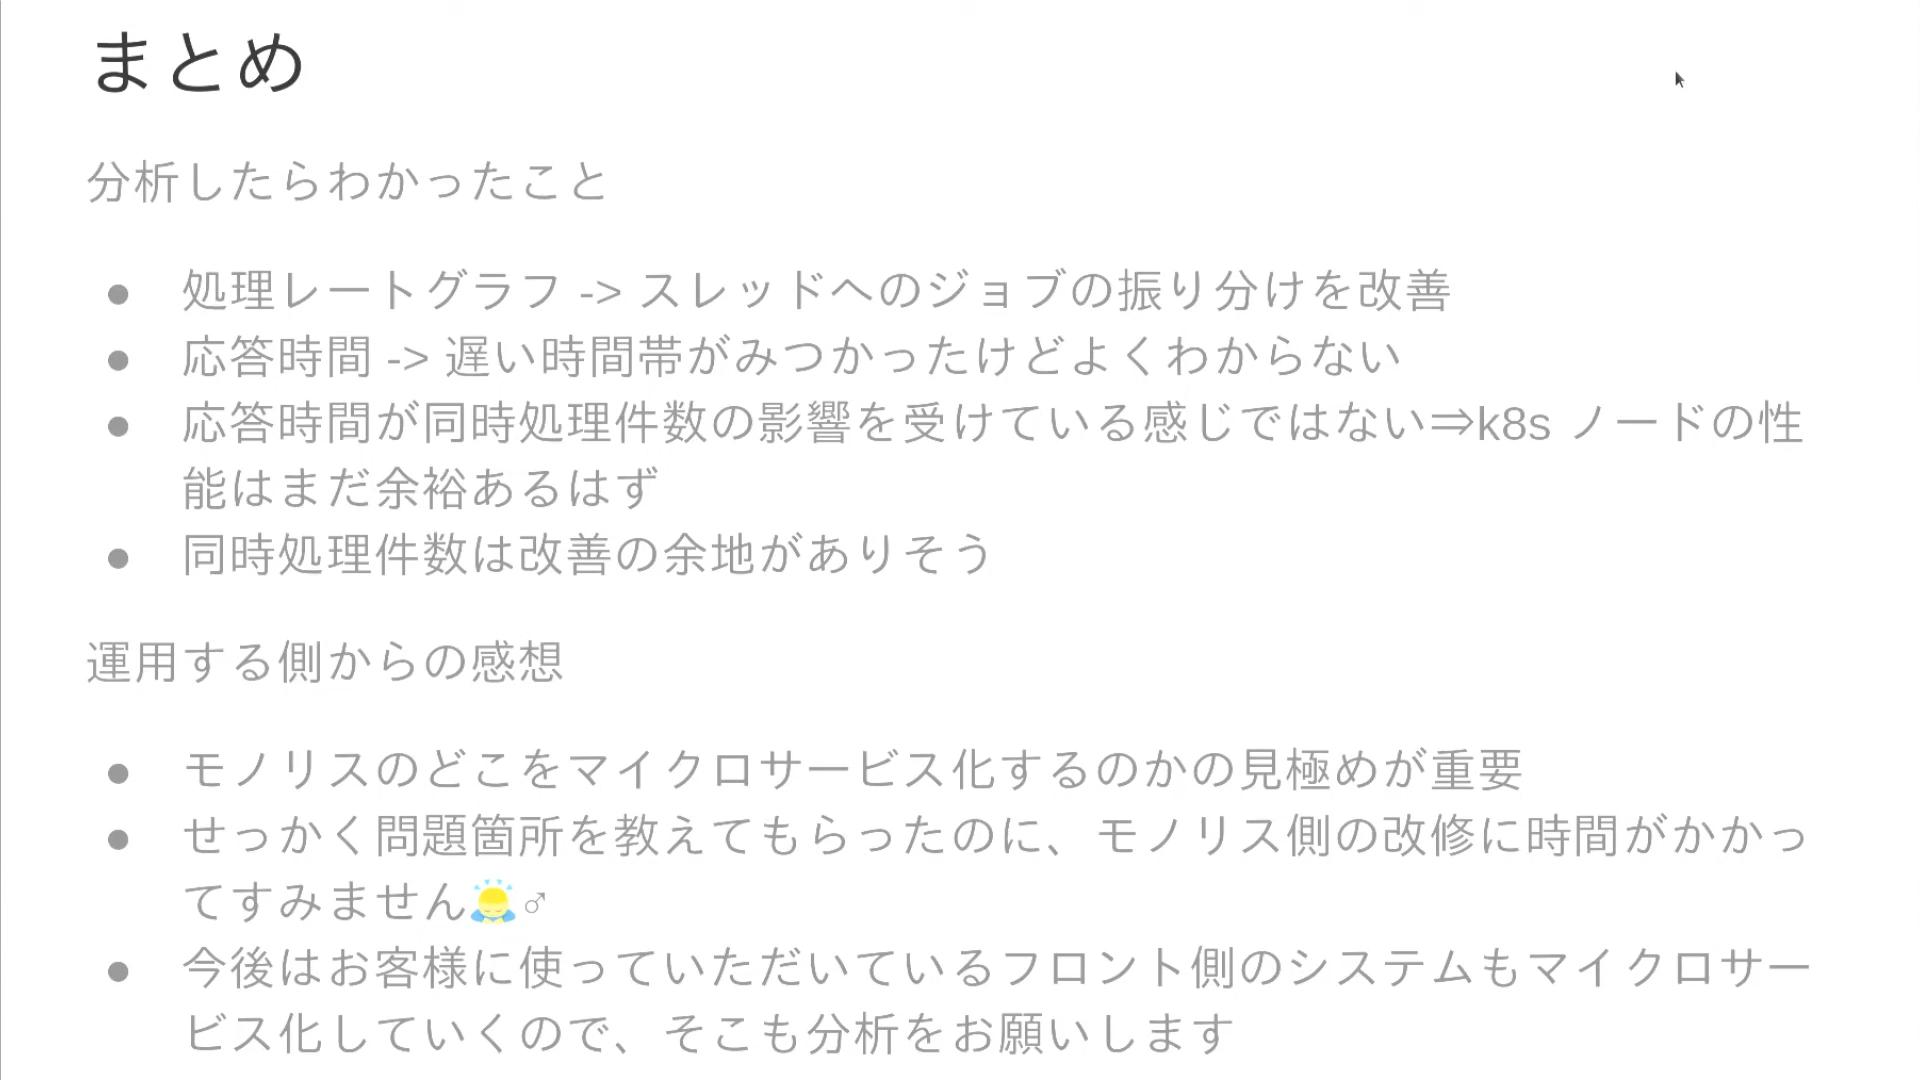 まとめ
分析したらわかったこと
● 処理レートグラフ -> スレッドへのジョブの振り分けを改善
● 応答時間 -> 遅い時間帯がみつかったけどよくわからない
● 応答時間が同時処理件数の影響を受けている感じではない⇒k8s ノードの性
能はまだ余裕あるはず
● 同時処理件数は改善の余地がありそう
運用する側からの感想
● モノリスのどこをマイクロサービス化するのかの見極めが重要
● せっかく問題箇所を教えてもらったのに、モノリス側の改修に時間がかかっ
てすみません🙇♂
● 今後はお客様に使っていただいているフロント側のシステムもマイクロサー
ビス化していくので、そこも分析をお願いします